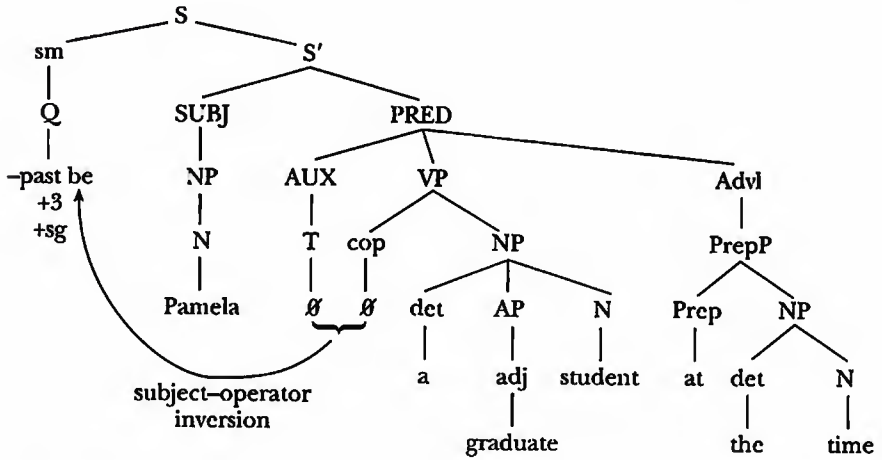 S
sm S′
Q SUBJ PRED
–past be NP AUX VP Advl
+3
+sg N T cop NP PrepP
Pamela Ø Ø det AP N Prep NP
a adj student at det N
subject–operator
inversion
graduate the time